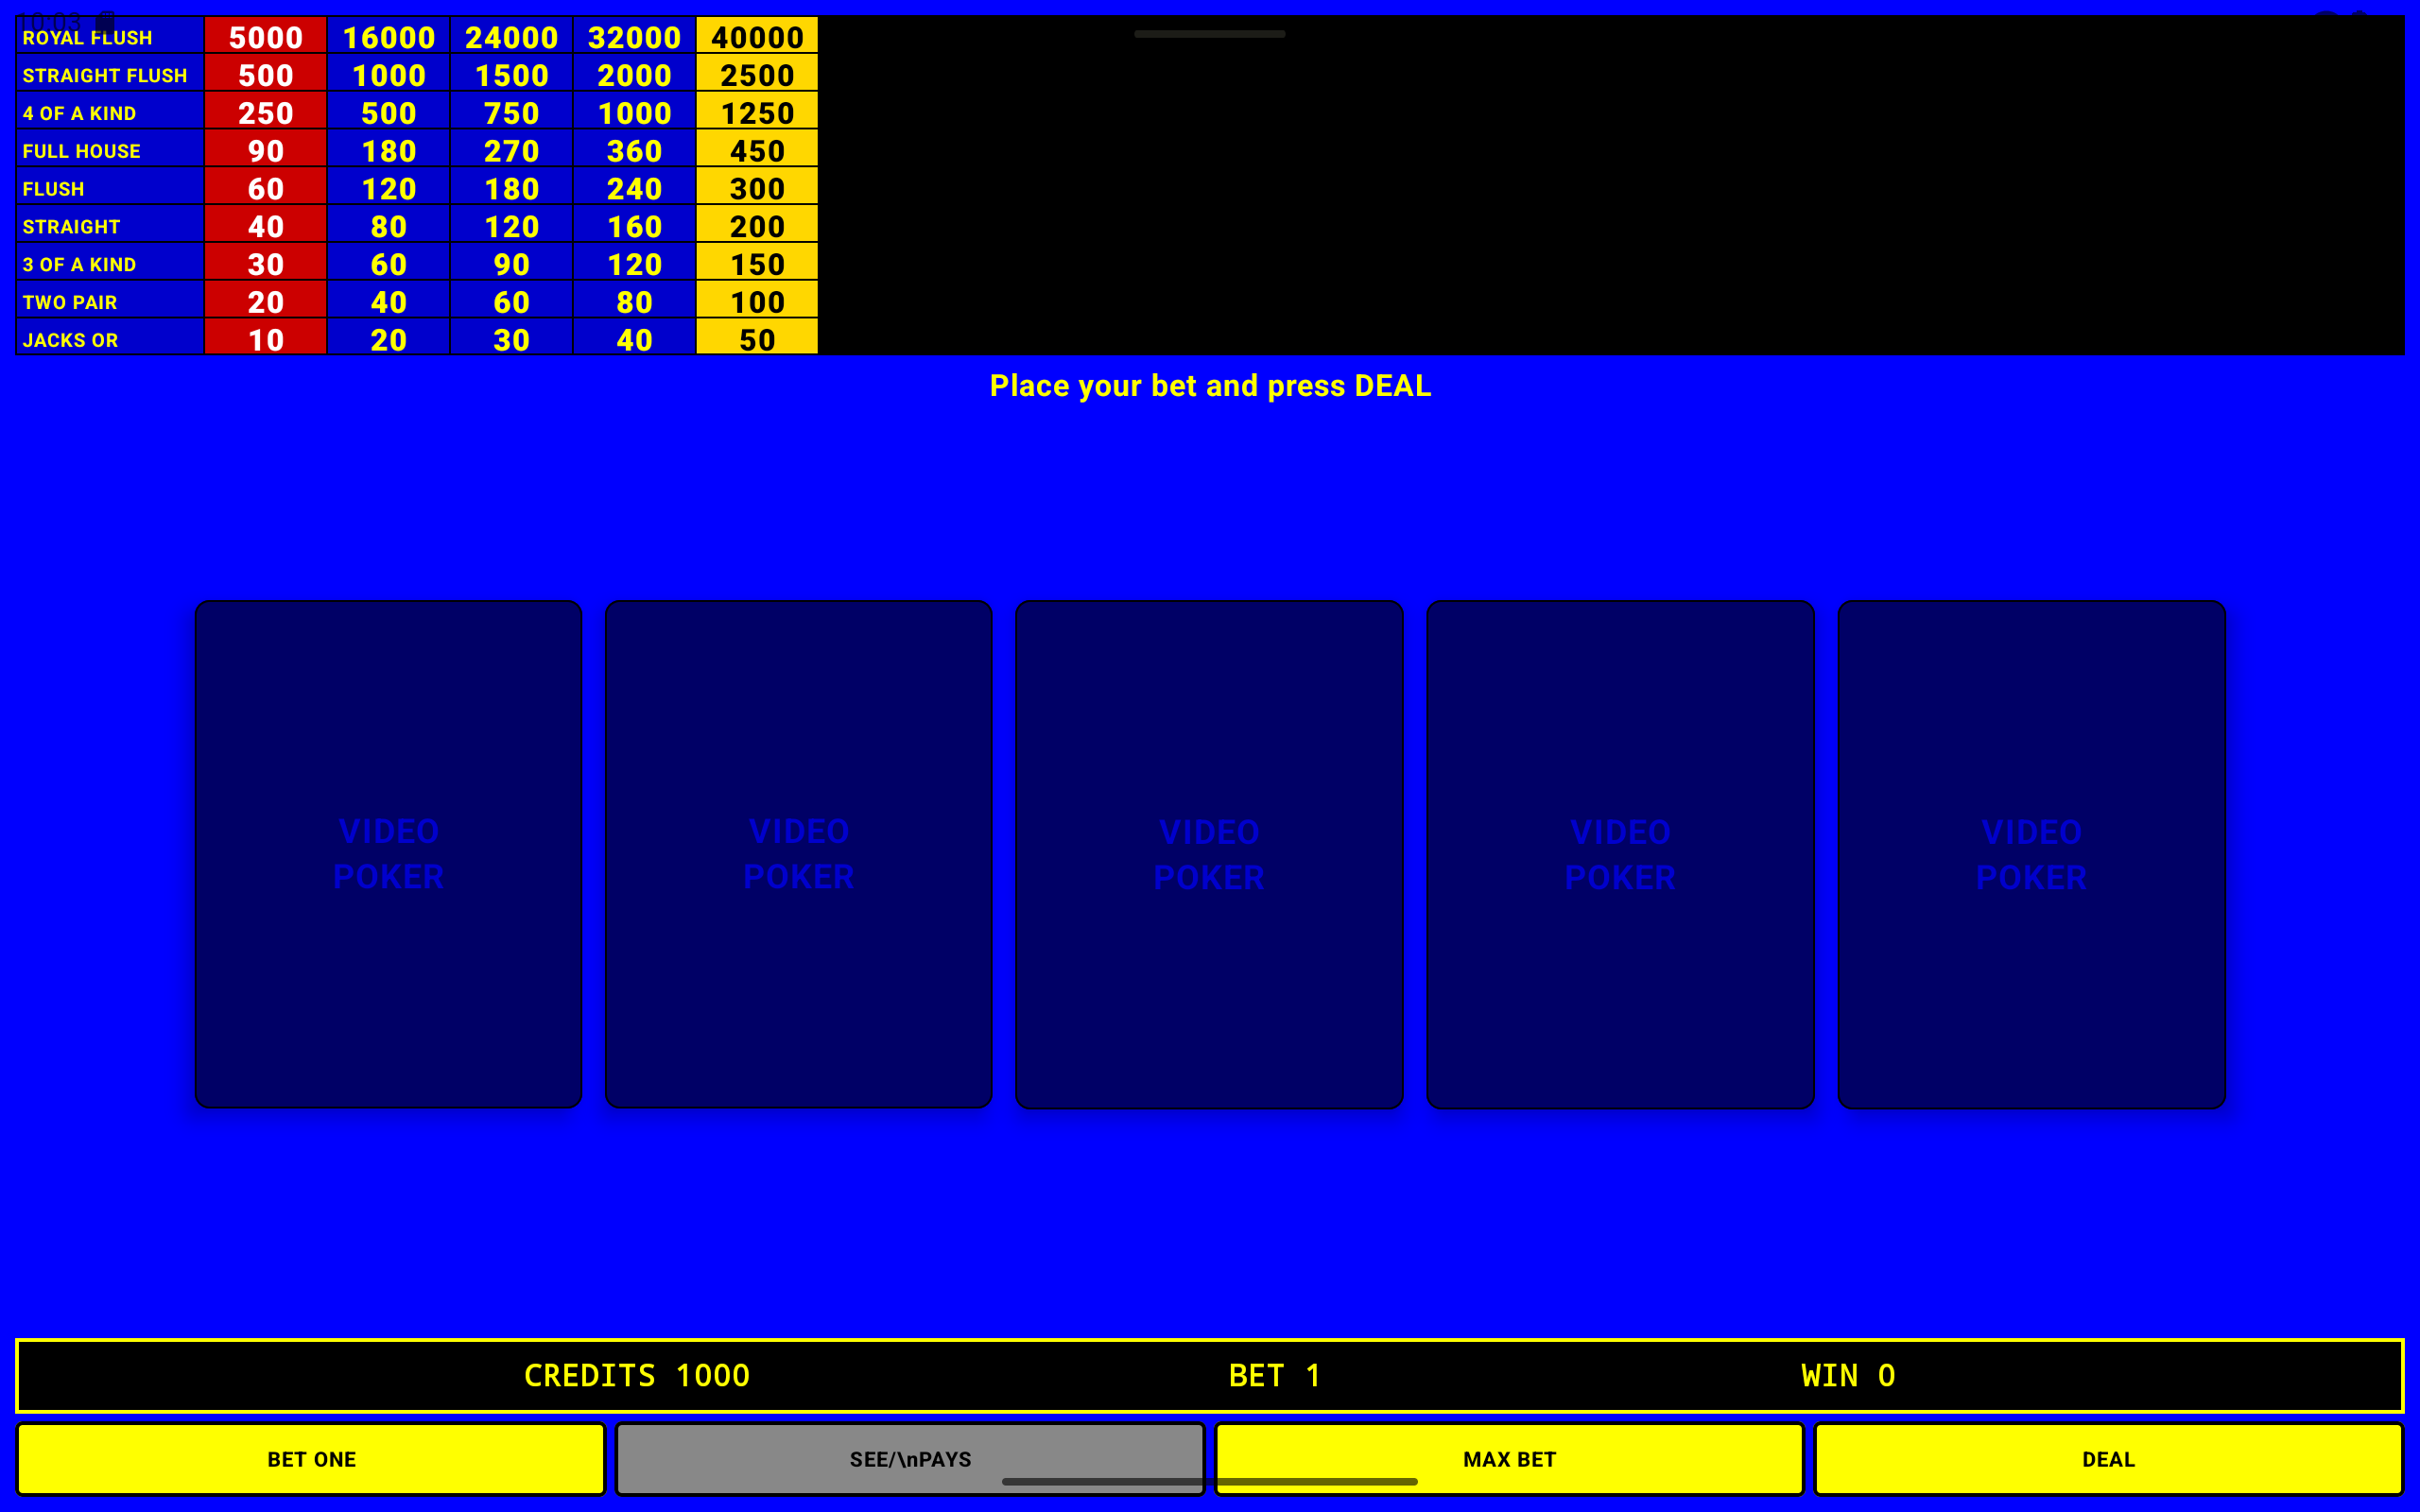 10:03
ROYAL FLUSH 5000 16000 24000 32000 40000
STRAIGHT FLUSH 500 1000 1500 2000 2500
4 OF A KIND 250 500 750 1000 1250
FULL HOUSE 90 180 270 360 450
FLUSH 60 120 180 240 300
STRAIGHT 40 80 120 160 200
3 OF A KIND 30 60 90 120 150
TWO PAIR 20 40 60 80 100
JACKS OR 10 20 30 40 50
Place your bet and press DEAL
VIDEO
POKER
VIDEO
POKER
VIDEO
POKER
VIDEO
POKER
VIDEO
POKER
CREDITS 1000 BET 1 WIN 0
BET ONE SEE/\nPAYS MAX BET DEAL